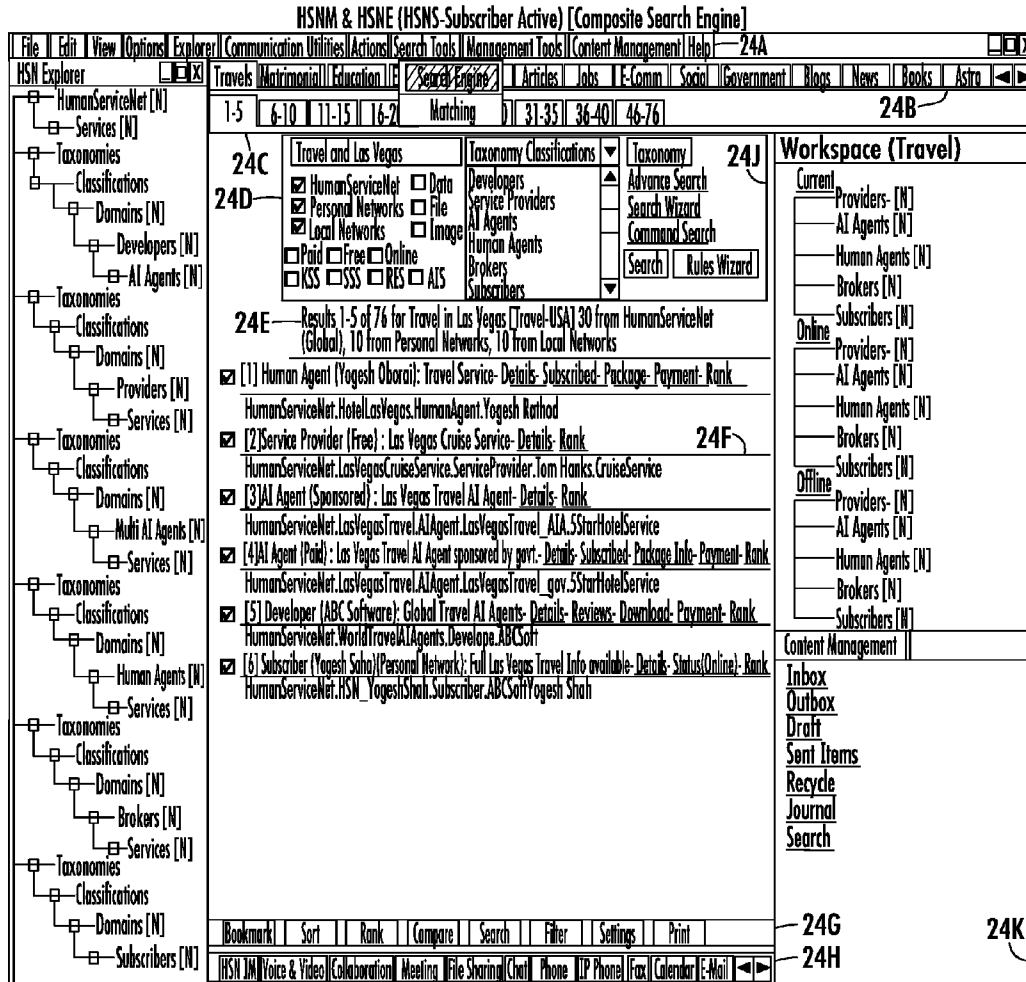 HSNM & HSNE (HSNS-Subscriber Active) [Composite Search Engine]
File Edit View Options Explorer Communication Utilities Actions Search Tools Management Tools Content Management Help 24A
HSN Explorer
HumanServiceNet [N]
Services [N]
Taxonomies
Classifications
Domains [N]
Developers [N]
AI Agents [N]
Taxonomies
Classifications
Domains [N]
Providers [N]
Services [N]
Taxonomies
Classifications
Domains [N]
Multi AI Agents [N]
Services [N]
Taxonomies
Classifications
Domains [N]
Human Agents [N]
Services [N]
Taxonomies
Classifications
Domains [N]
Brokers [N]
Services [N]
Taxonomies
Classifications
Domains [N]
Subscribers [N]
Travels Matrimonial Education E Search Engine Articles Jobs E-Comm Social Government Blogs News Books Astro
Matching
24B
1-5 6-10 11-15 16-2 31-35 36-40 46-76
24C
24D
Travel and Las Vegas
HumanServiceNet Data
Personal Networks File
Local Networks Image
Paid Free Online
KSS SSS RES AIS
Taxonomy Classifications
Developers
Service Providers
AI Agents
Human Agents
Brokers
Subscribers
Taxonomy
Advance Search
Search Wizard
Command Search
Search Rules Wizard
24J
24E
Results 1-5 of 76 for Travel in Las Vegas [Travel-USA] 30 from HumanServiceNet
(Global), 10 from Personal Networks, 10 from Local Networks
[1] Human Agent (Yogesh Oborai): Travel Service- Details- Subscribed- Package- Payment- Rank
HumanServiceNet.HotelLasVegas.HumanAgent.Yogesh Rathod
[2]Service Provider (Free) : Las Vegas Cruise Service- Details- Rank
24F
HumanServiceNet.LasVegasCruiseService.ServiceProvider.Tom Hanks.CruiseService
[3]AI Agent (Sponsored) : Las Vegas Travel AI Agent- Details- Rank
HumanServiceNet.LasVegasTravel.AIAgent.LasVegasTravel_AIA.5StarHotelService
[4]AI Agent (Paid) : Las Vegas Travel AI Agent sponsored by govt.- Details- Subscribed- Package Info- Payment- Rank
HumanServiceNet.LasVegasTravel.AIAgent.LasVegasTravel_gov.5StarHotelService
[5] Developer (ABC Software): Global Travel AI Agents- Details- Reviews- Download- Payment- Rank
HumanServiceNet.WorldTravelAIAgents.Develope.ABCSoft
[6] Subscriber (Yogesh Saho)(Personal Network): Full Las Vegas Travel Info available- Details- Status(Online)- Rank
HumanServiceNet.HSN_YogeshShah.Subscriber.ABCSoftYogesh Shah
Bookmark Sort Rank Compare Search Filter Settings Print
24G
HSN IM Voice & Video Collaboration Meeting File Sharing Chat Phone IP Phone Fax Calendar E-Mail
24H
Workspace (Travel)
Current
Providers- [N]
AI Agents [N]
Human Agents [N]
Brokers [N]
Subscribers [N]
Online
Providers- [N]
AI Agents [N]
Human Agents [N]
Brokers [N]
Subscribers [N]
Offline
Providers- [N]
AI Agents [N]
Human Agents [N]
Brokers [N]
Subscribers [N]
Content Management
Inbox
Outbox
Draft
Sent Items
Recycle
Journal
Search
24K